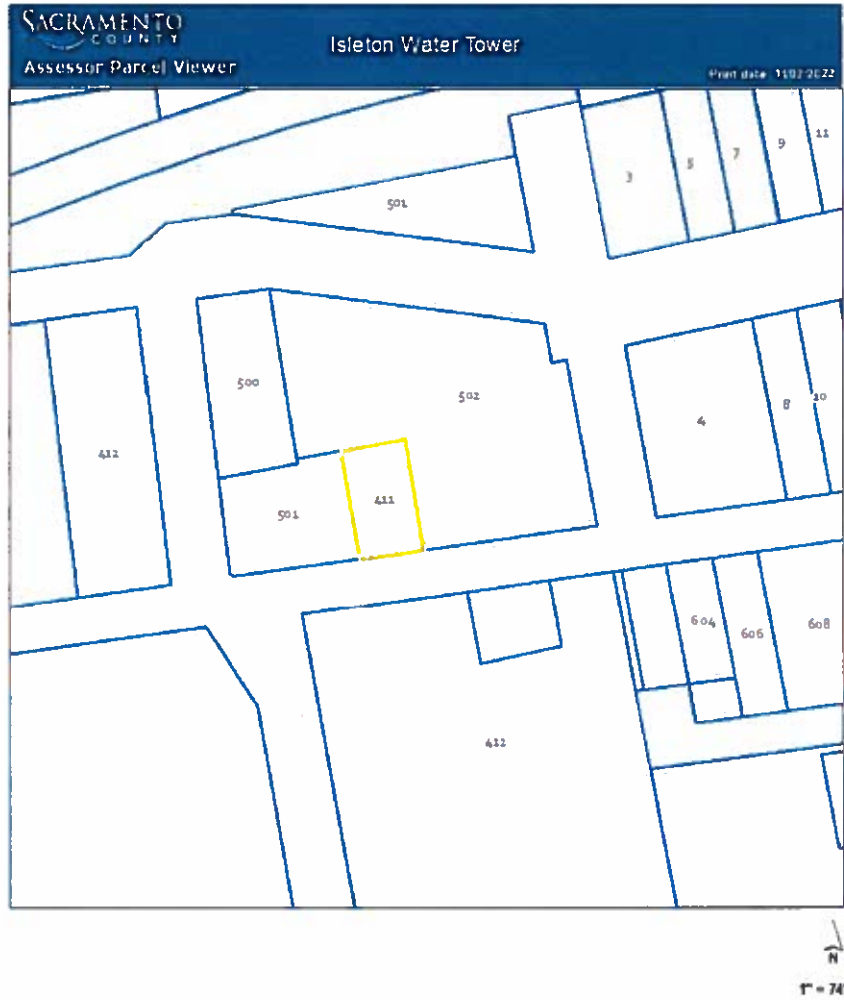 SACRAMENTO
COUNTY
Assessor Parcel Viewer
Isleton Water Tower
Print date: 11/02/2022
3
5
7
9
11
501
500
502
412
4
8
10
501
411
604
606
608
412
N
1" = 74